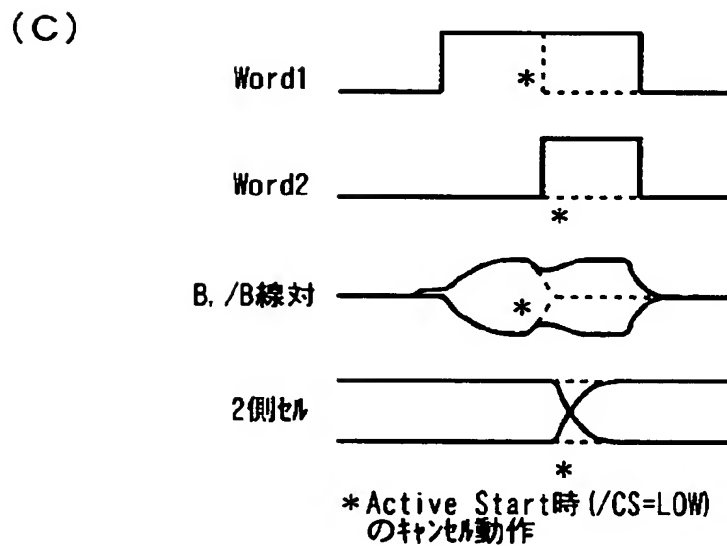 (C)
Word1
*
Word2
*
B, /B線対
*
2側ｾﾙ
*
*Active Start時(/CS=LOW)
のｷｬﾝｾﾙ動作